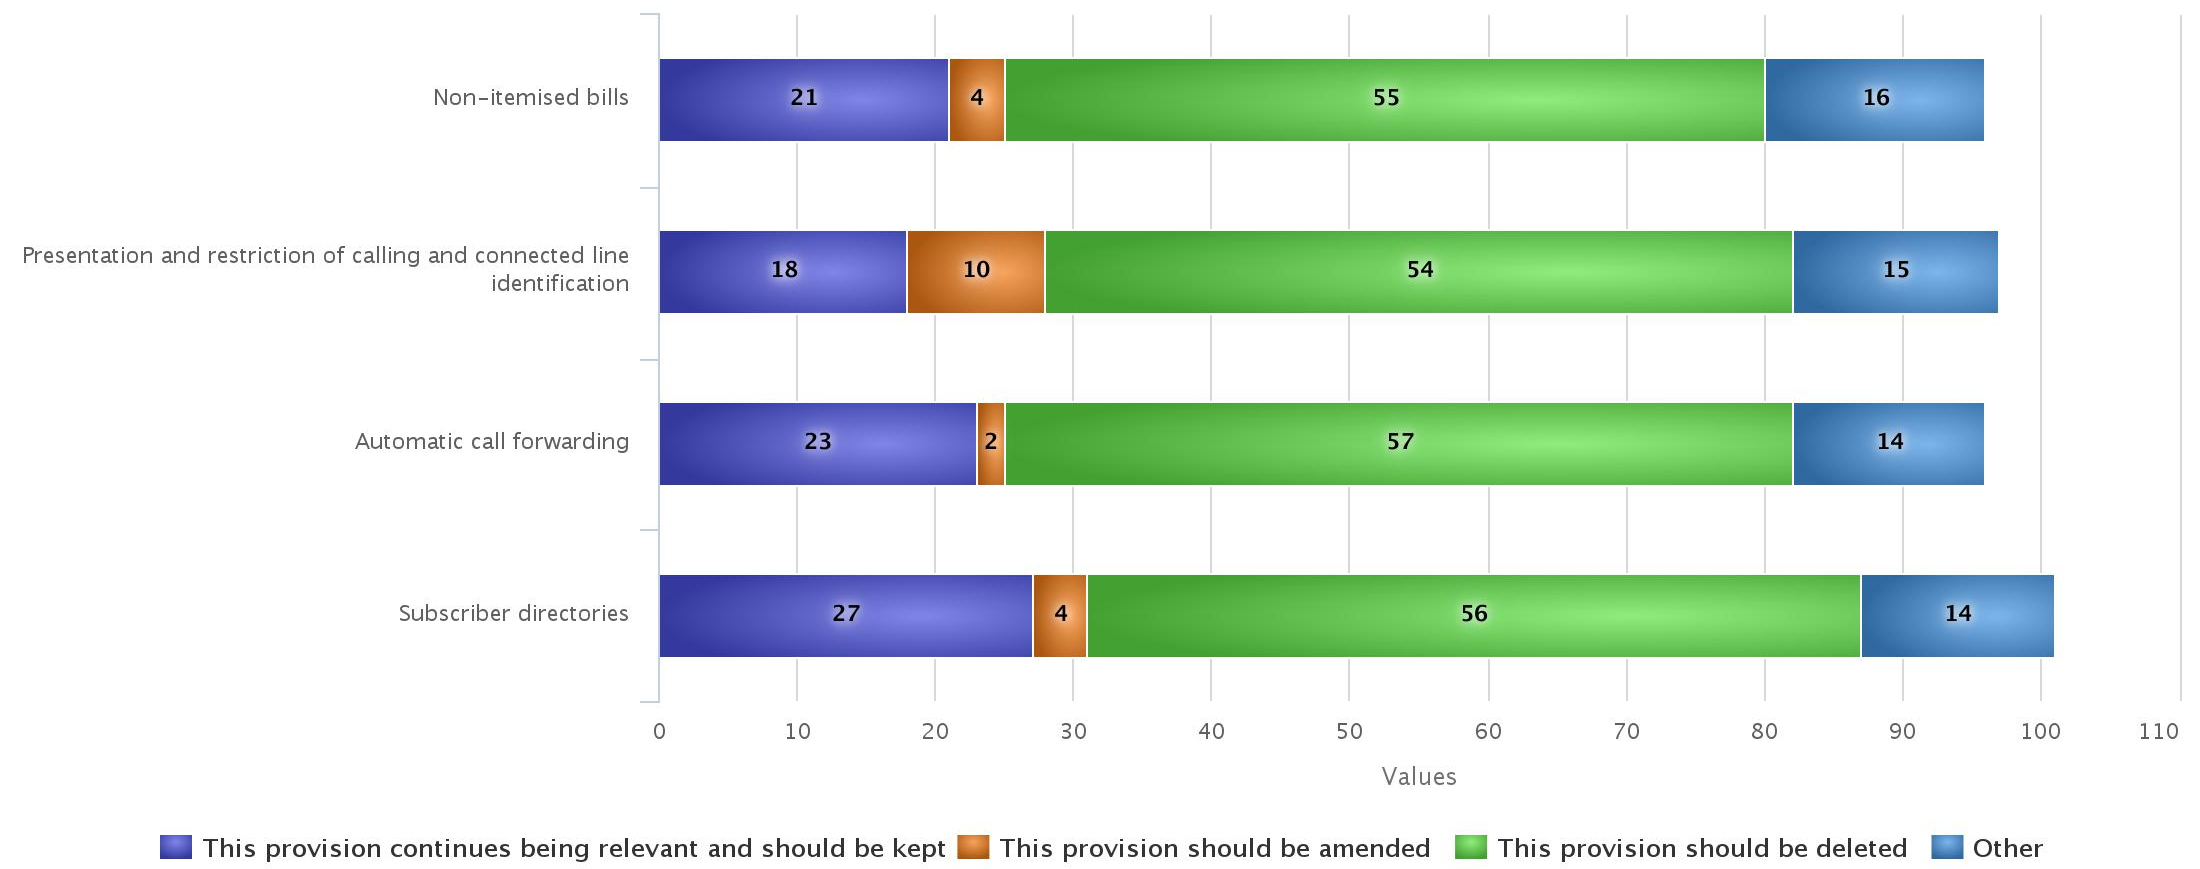 Non-itemised bills
21 4 55 16
Presentation and restriction of calling and connected line
identification
18 10 54 15
Automatic call forwarding
23 2 57 14
Subscriber directories
27 4 56 14
0 10 20 30 40 50 60 70 80 90 100 110
Values
This provision continues being relevant and should be kept This provision should be amended This provision should be deleted Other